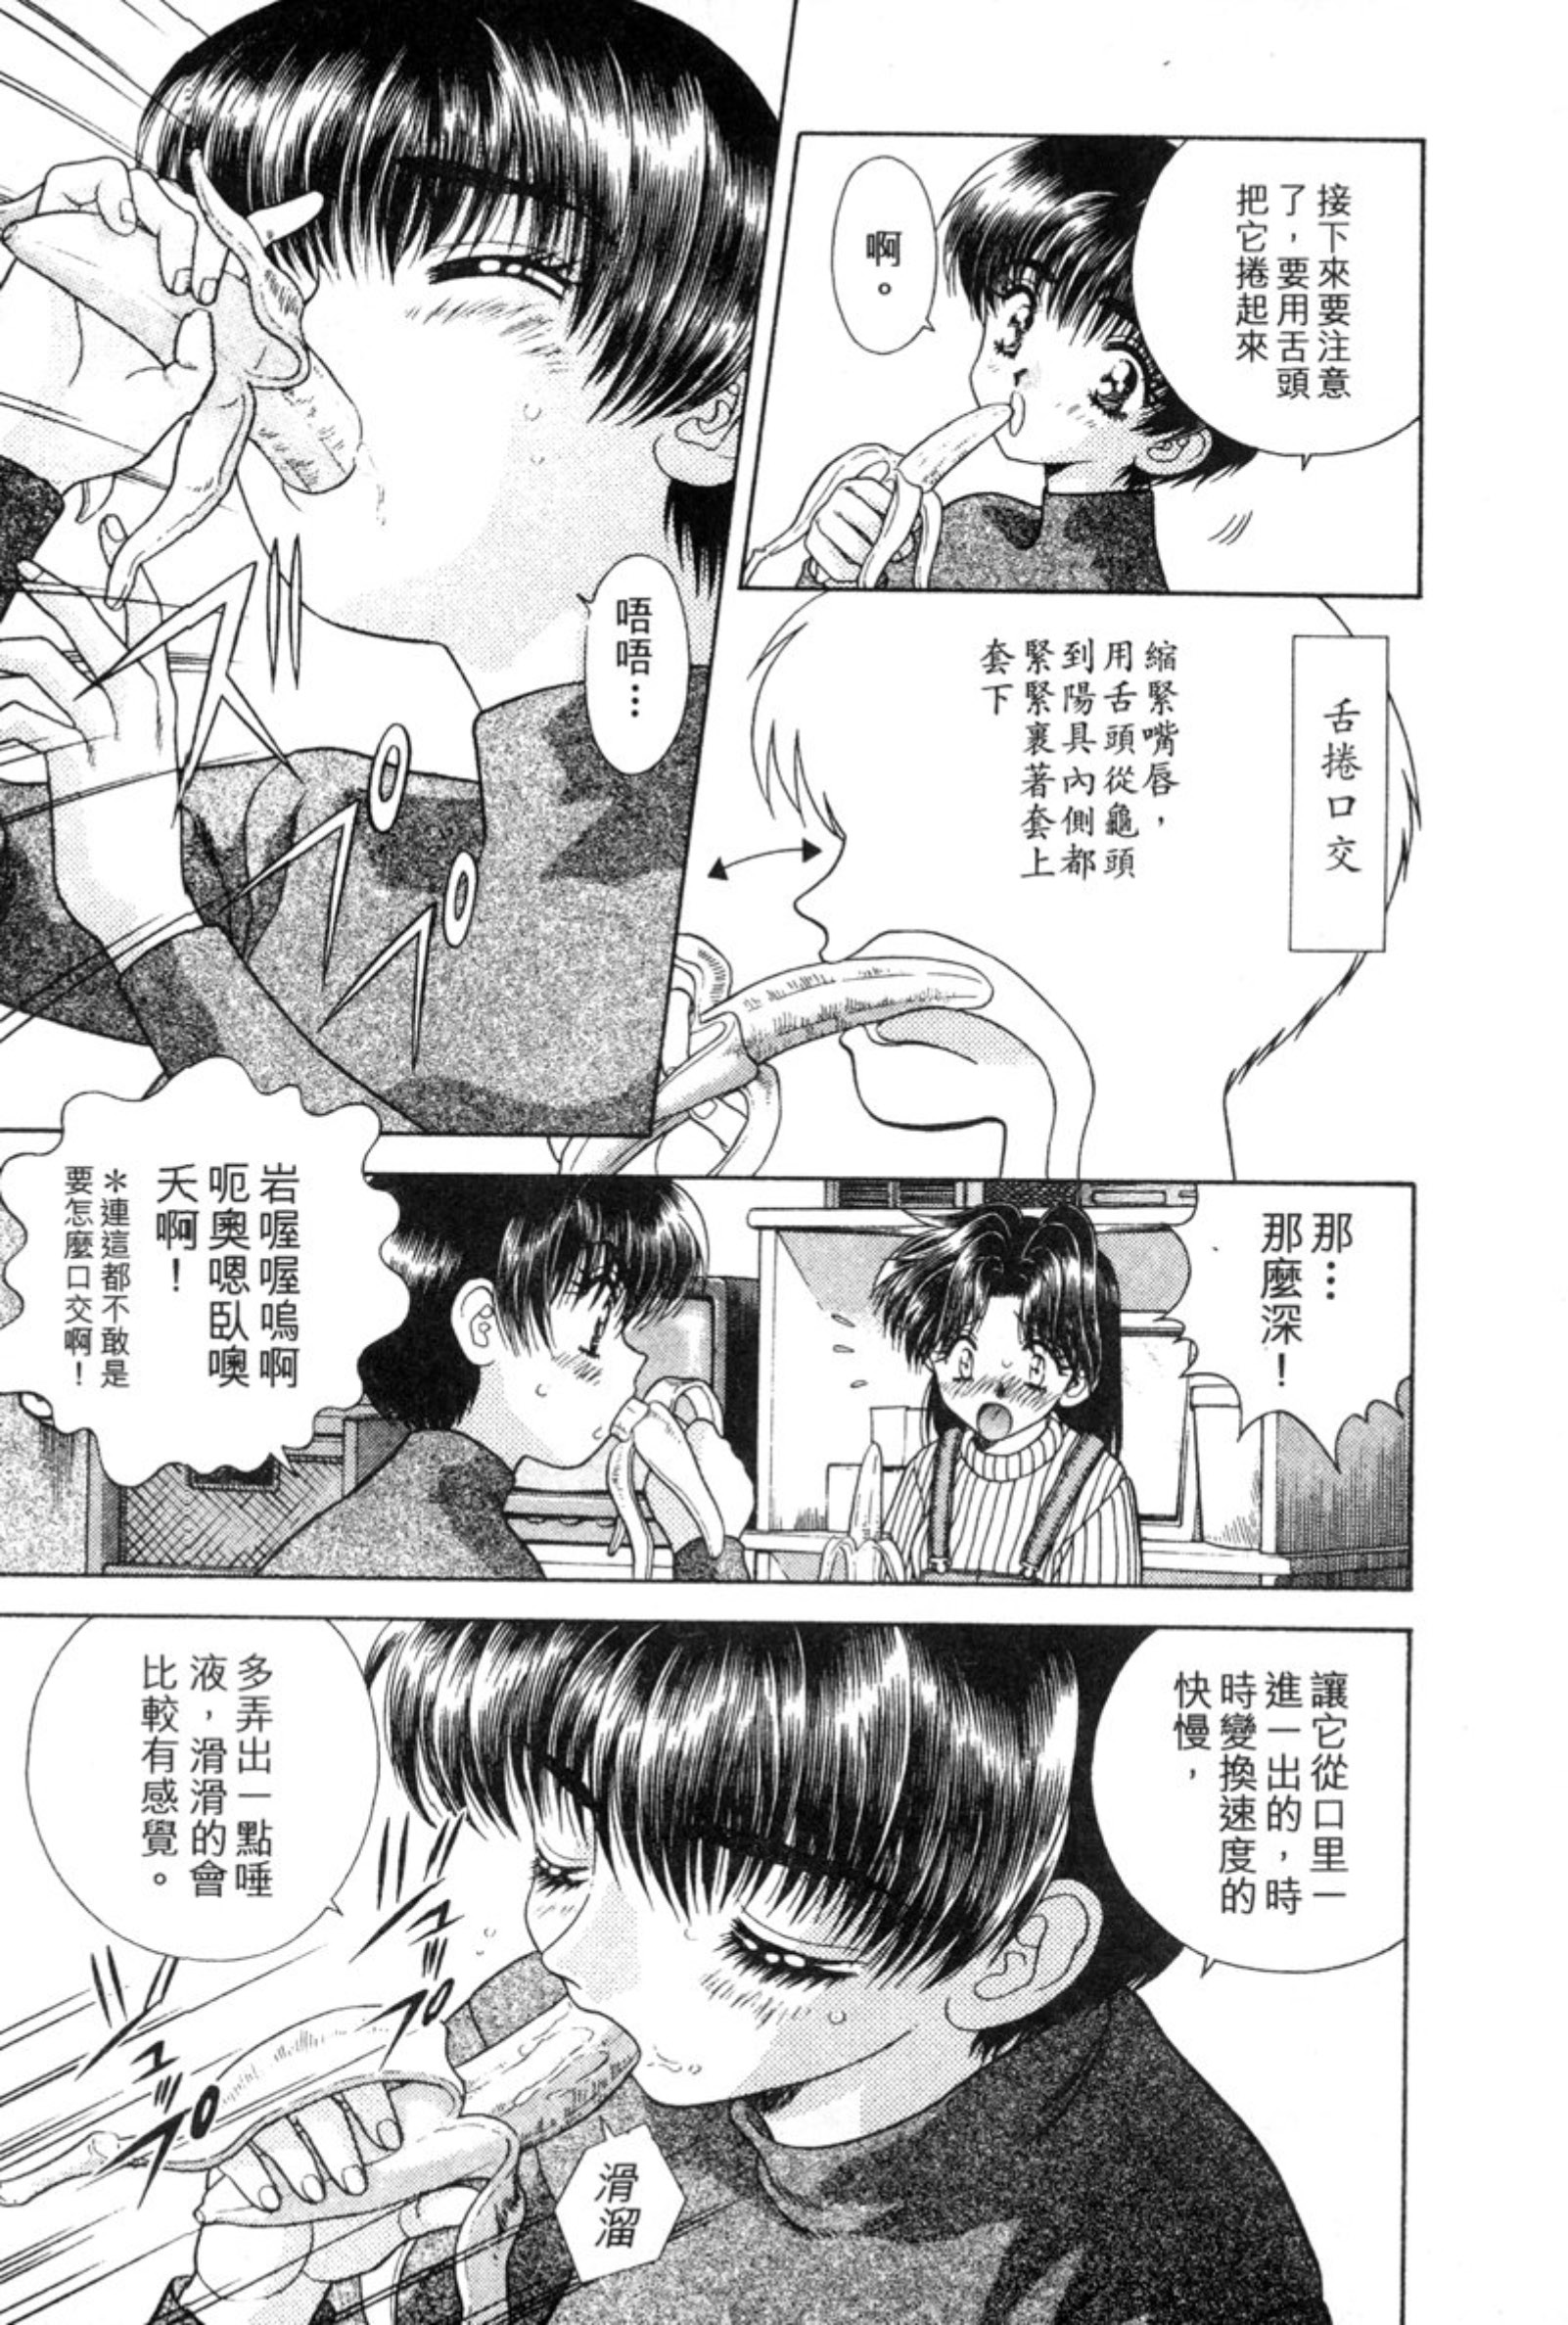 接下來要注意
了，要用舌頭
把它捲起來
啊。
舌捲口交
縮緊嘴唇，
用舌頭從龜頭
到陽具內側都
緊緊裹著套上
套下
唔唔…
那…
那麼深！
岩喔喔嗚啊
呃奧嗯臥噢
夭啊！
＊連這都不敢是
要怎麼口交啊！
讓它從口里一
進一出的，時
時變換速度的
快慢，
多弄出一點唾
液，滑滑的會
比較有感覺。
滑溜